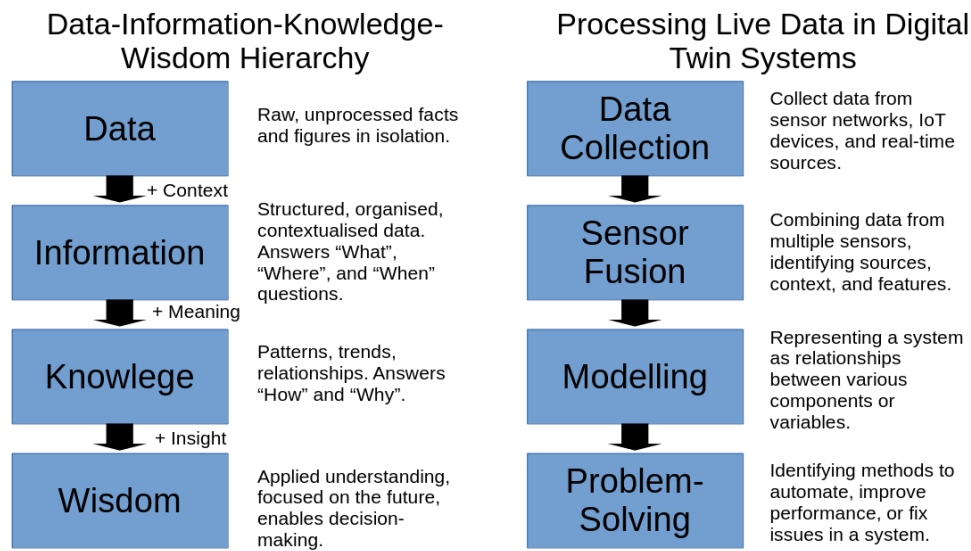 Data-Information-Knowledge-
Wisdom Hierarchy
Data
Raw, unprocessed facts
and figures in isolation.
+ Context
Information
Structured, organised,
contextualised data.
Answers “What”,
“Where”, and “When”
questions.
+ Meaning
Knowlege
Patterns, trends,
relationships. Answers
“How” and “Why”.
+ Insight
Wisdom
Applied understanding,
focused on the future,
enables decision-
making.
Processing Live Data in Digital
Twin Systems
Data
Collection
Collect data from
sensor networks, IoT
devices, and real-time
sources.
Sensor
Fusion
Combining data from
multiple sensors,
identifying sources,
context, and features.
Modelling
Representing a system
as relationships
between various
components or
variables.
Problem-
Solving
Identifying methods to
automate, improve
performance, or fix
issues in a system.